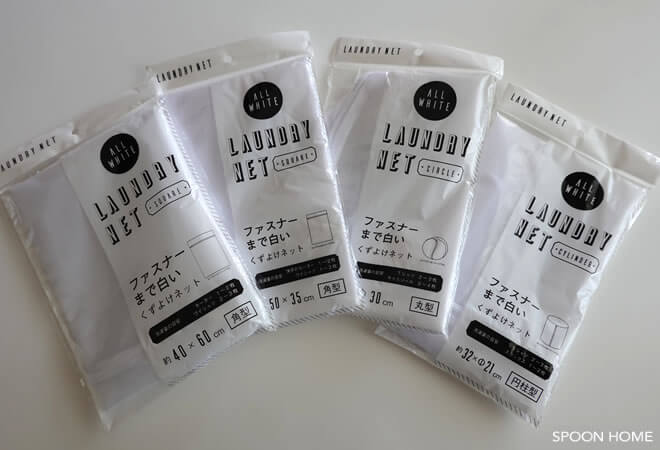 LAUNDRY NET
ALL
WHITE
LAUNDRY
NET
SQUARE
ファスナー
まで白い
くずよけネット
約40×60cm
角型
LAUNDRY NET
ALL
WHITE
LAUNDRY
NET
SQUARE
ファスナー
まで白い
くずよけネット
50×35cm
角型
LAUNDRY NET
ALL
WHITE
LAUNDRY
NET
CIRCLE
ファスナー
まで白い
くずよけネット
30cm
丸型
LAUNDRY NET
ALL
WHITE
LAUNDRY
NET
CYLINDER
ファスナー
まで白い
くずよけネット
約32×Φ21cm
円柱型
SPOON HOME